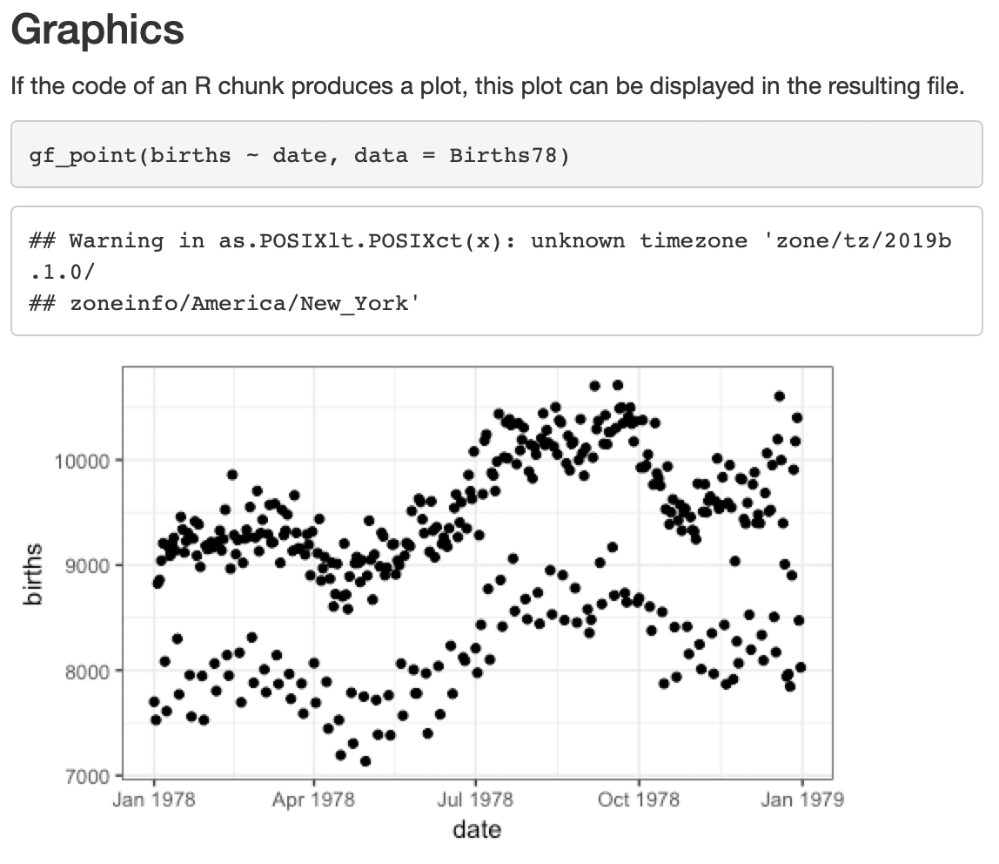 Graphics
If the code of an R chunk produces a plot, this plot can be displayed in the resulting file.
gf_point(births ~ date, data = Births78)
## Warning in as.POSIXlt.POSIXct(x): unknown timezone 'zone/tz/2019b
.1.0/
## zoneinfo/America/New_York'
10000
9000
8000
7000
births
Jan 1978 Apr 1978 Jul 1978 Oct 1978 Jan 1979
date